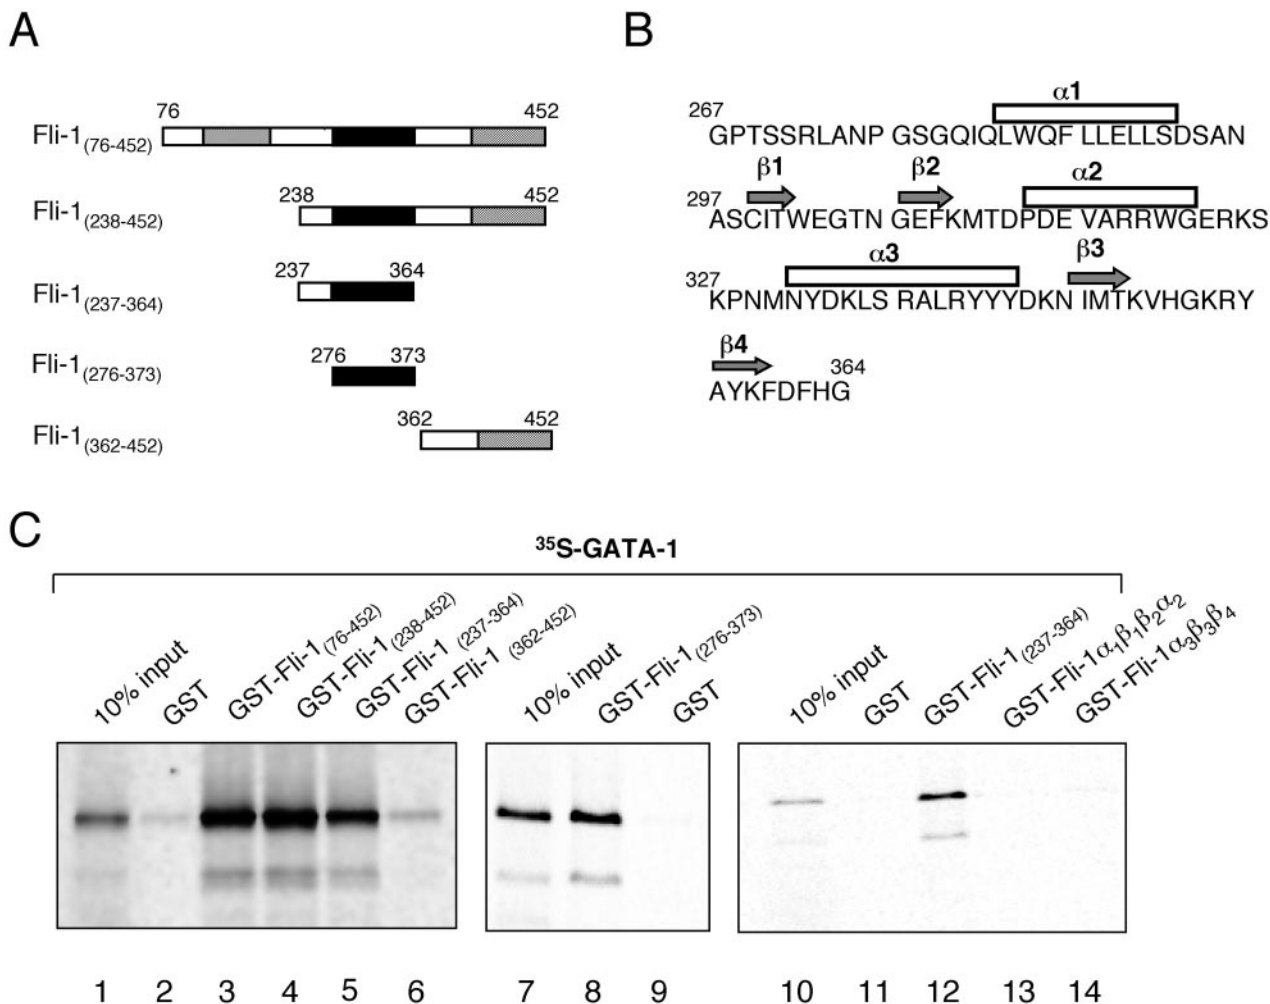 A
76 452
Fli-1(76-452)
238 452
Fli-1(238-452)
237 364
Fli-1(237-364)
276 373
Fli-1(276-373)
362 452
Fli-1(362-452)
B
α1
267
GPTSSRLANP GSGQIQLWQF LLELLSDSAN
β1 β2 α2
297
ASCITWEGTN GEFKMTDPDE VARRWGERKS
α3 β3
327
KPNMNYDKLS RALRYYYDKN IMTKVHGKRY
β4 364
AYKFDFHG
C
35S-GATA-1
10% input
GST
GST-Fli-1(76-452)
GST-Fli-1(238-452)
GST-Fli-1(237-364)
GST-Fli-1(362-452)
10% input
GST-Fli-1(276-373)
GST
10% input
GST
GST-Fli-1(237-364)
GST-Fli-1α1β1β2α2
GST-Fli-1α3β3β4
1 2 3 4 5 6 7 8 9 10 11 12 13 14